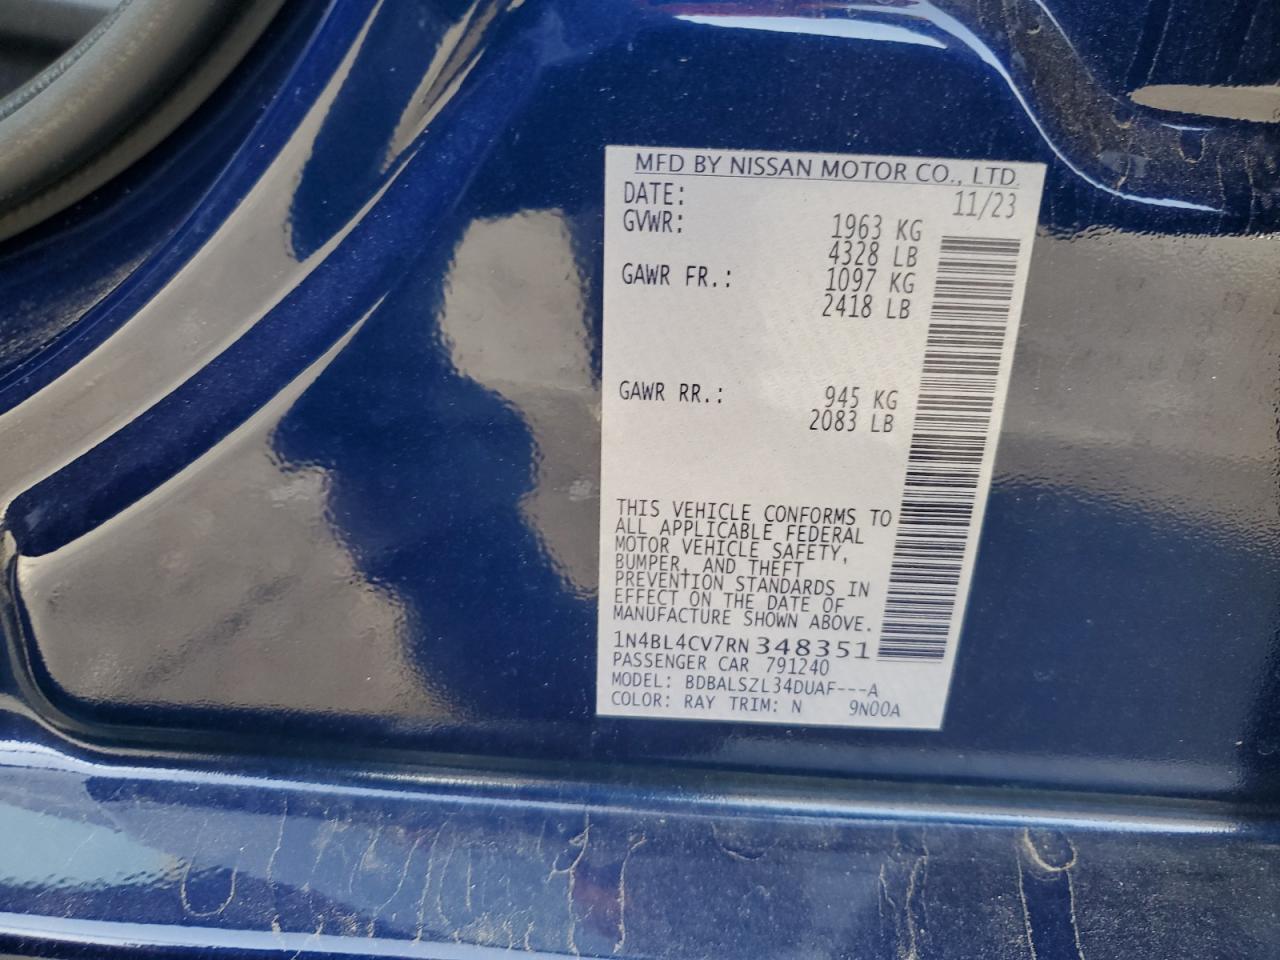 MFD BY NISSAN MOTOR CO., LTD.
DATE: 11/23
GVWR: 1963 KG
4328 LB
GAWR FR.: 1097 KG
2418 LB
GAWR RR.: 945 KG
2083 LB
THIS VEHICLE CONFORMS TO
ALL APPLICABLE FEDERAL
MOTOR VEHICLE SAFETY,
BUMPER, AND THEFT
PREVENTION STANDARDS IN
EFFECT ON THE DATE OF
MANUFACTURE SHOWN ABOVE.
1N4BL4CV7RN348351
PASSENGER CAR 791240
MODEL: BDBALSZL34DUAF---A
COLOR: RAY TRIM: N 9N00A